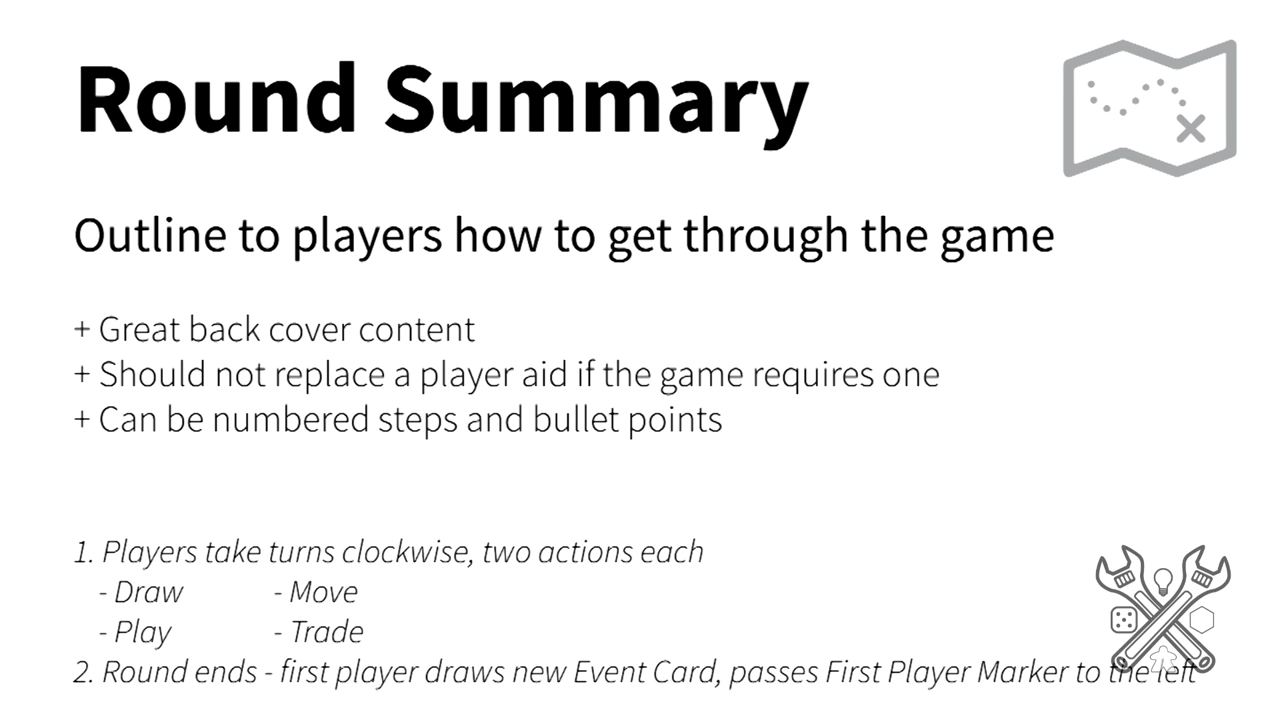 Round Summary
Outline to players how to get through the game
+ Great back cover content
+ Should not replace a player aid if the game requires one
+ Can be numbered steps and bullet points
1. Players take turns clockwise, two actions each
- Draw - Move
- Play - Trade
2. Round ends - first player draws new Event Card, passes First Player Marker to the left